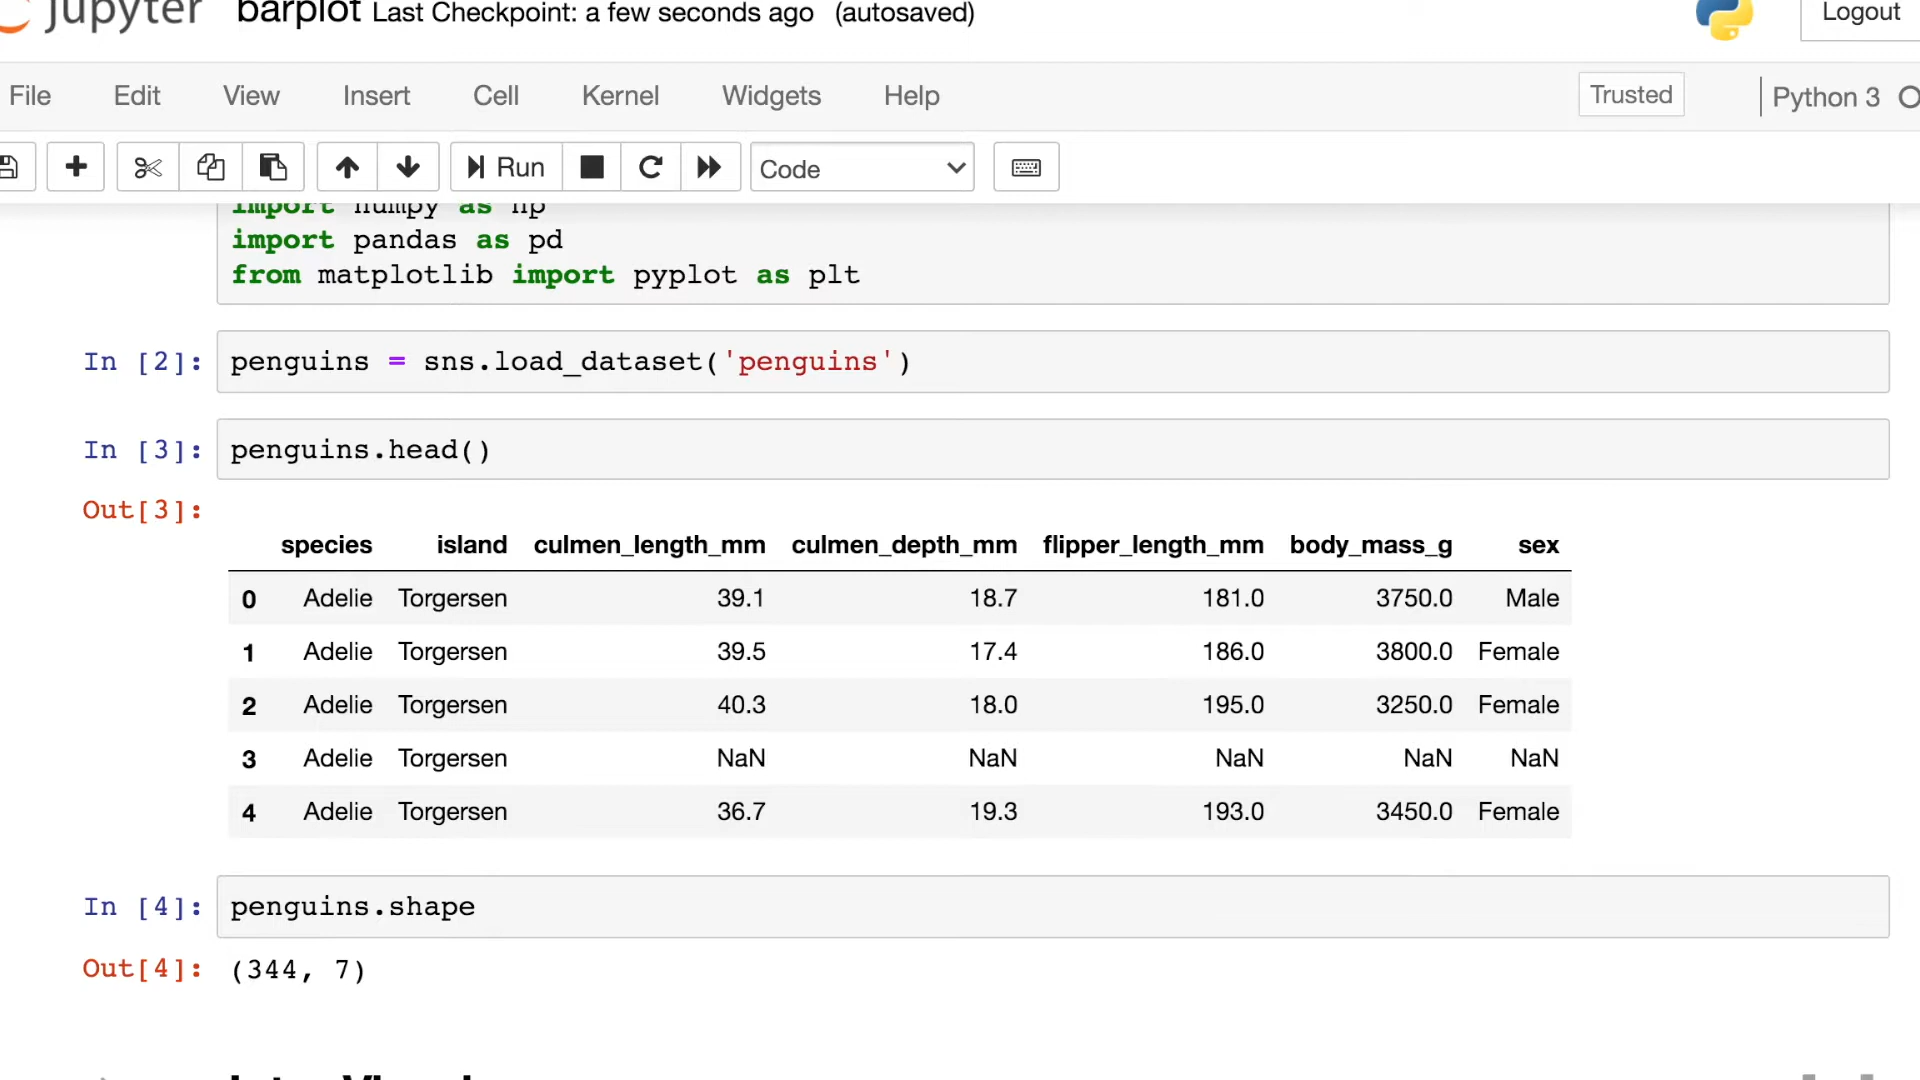 jupyter barplot Last Checkpoint: a few seconds ago (autosaved) Logout
File Edit View Insert Cell Kernel Widgets Help Trusted Python 3
Run Code
import numpy as np
import pandas as pd
from matplotlib import pyplot as plt
In [2]: penguins = sns.load_dataset('penguins')
In [3]: penguins.head()
Out[3]:
species island culmen_length_mm culmen_depth_mm flipper_length_mm body_mass_g sex
0 Adelie Torgersen 39.1 18.7 181.0 3750.0 Male
1 Adelie Torgersen 39.5 17.4 186.0 3800.0 Female
2 Adelie Torgersen 40.3 18.0 195.0 3250.0 Female
3 Adelie Torgersen NaN NaN NaN NaN NaN
4 Adelie Torgersen 36.7 19.3 193.0 3450.0 Female
In [4]: penguins.shape
Out[4]: (344, 7)